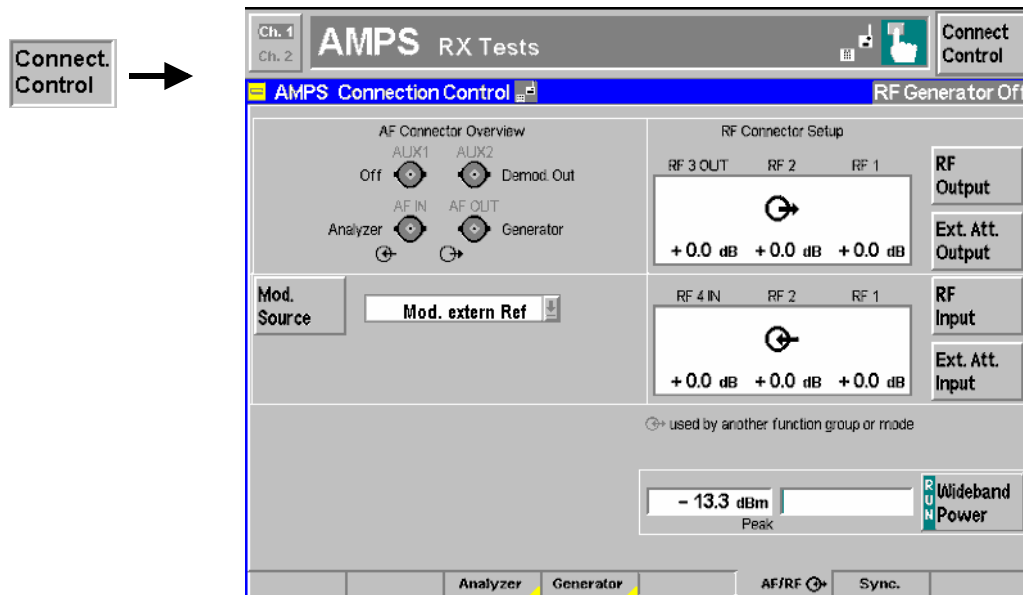 Connect.
Control
Ch. 1
Ch. 2
AMPS RX Tests
Connect
Control
AMPS Connection Control
RF Generator Off
AF Connector Overview
AUX1 AUX2
Off Demod. Out
AF IN AF OUT
Analyzer Generator
RF Connector Setup
RF 3 OUT RF 2 RF 1
+ 0.0 dB + 0.0 dB + 0.0 dB
RF
Output
Ext. Att.
Output
Mod.
Source
Mod. extern Ref
RF 4 IN RF 2 RF 1
+ 0.0 dB + 0.0 dB + 0.0 dB
RF
Input
Ext. Att.
Input
used by another function group or mode
– 13.3 dBm
Peak
RUN
Wideband
Power
Analyzer Generator AF/RF Sync.